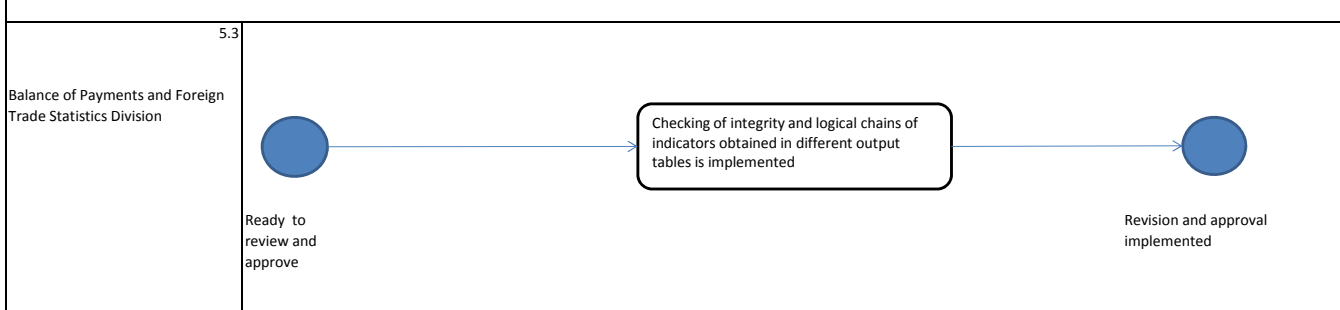 5.3
Balance of Payments and Foreign
Trade Statistics Division
Checking of integrity and logical chains of
indicators obtained in different output
tables is implemented
Ready to
review and
approve
Revision and approval
implemented